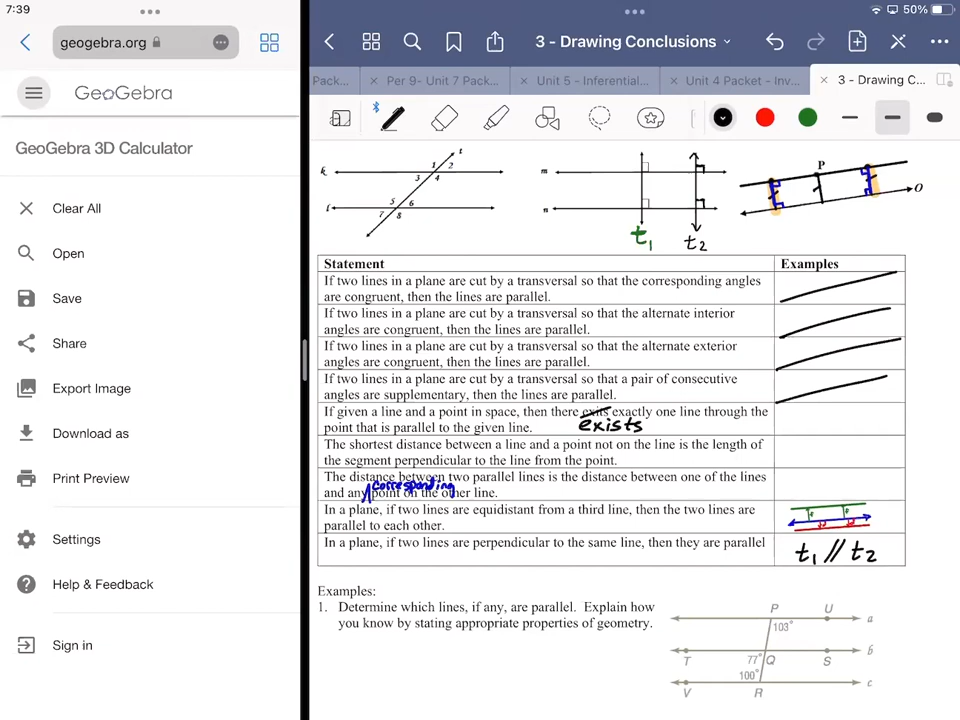 7:39
50%
geogebra.org
GeoGebra
GeoGebra 3D Calculator
Clear All
Open
Save
Share
Export Image
Download as
Print Preview
Settings
Help & Feedback
Sign in
3 - Drawing Conclusions
Pack...
Per 9- Unit 7 Pack...
Unit 5 - Inferential...
Unit 4 Packet - Inv...
3 - Drawing C...
t
k
1 2
3 4
l
5 6
7 8
m
n
t1 t2
P
O
Statement Examples
If two lines in a plane are cut by a transversal so that the corresponding angles
are congruent, then the lines are parallel.
If two lines in a plane are cut by a transversal so that the alternate interior
angles are congruent, then the lines are parallel.
If two lines in a plane are cut by a transversal so that the alternate exterior
angles are congruent, then the lines are parallel.
If two lines in a plane are cut by a transversal so that a pair of consecutive
angles are supplementary, then the lines are parallel.
If given a line and a point in space, then there exits exactly one line through the
point that is parallel to the given line. exists
The shortest distance between a line and a point not on the line is the length of
the segment perpendicular to the line from the point.
The distance between two parallel lines is the distance between one of the lines
corresponding
and any point on the other line.
In a plane, if two lines are equidistant from a third line, then the two lines are
parallel to each other.
In a plane, if two lines are perpendicular to the same line, then they are parallel
t1 // t2
Examples:
1. Determine which lines, if any, are parallel. Explain how
you know by stating appropriate properties of geometry.
P U a
103°
b
T 77° Q S
100°
V R c